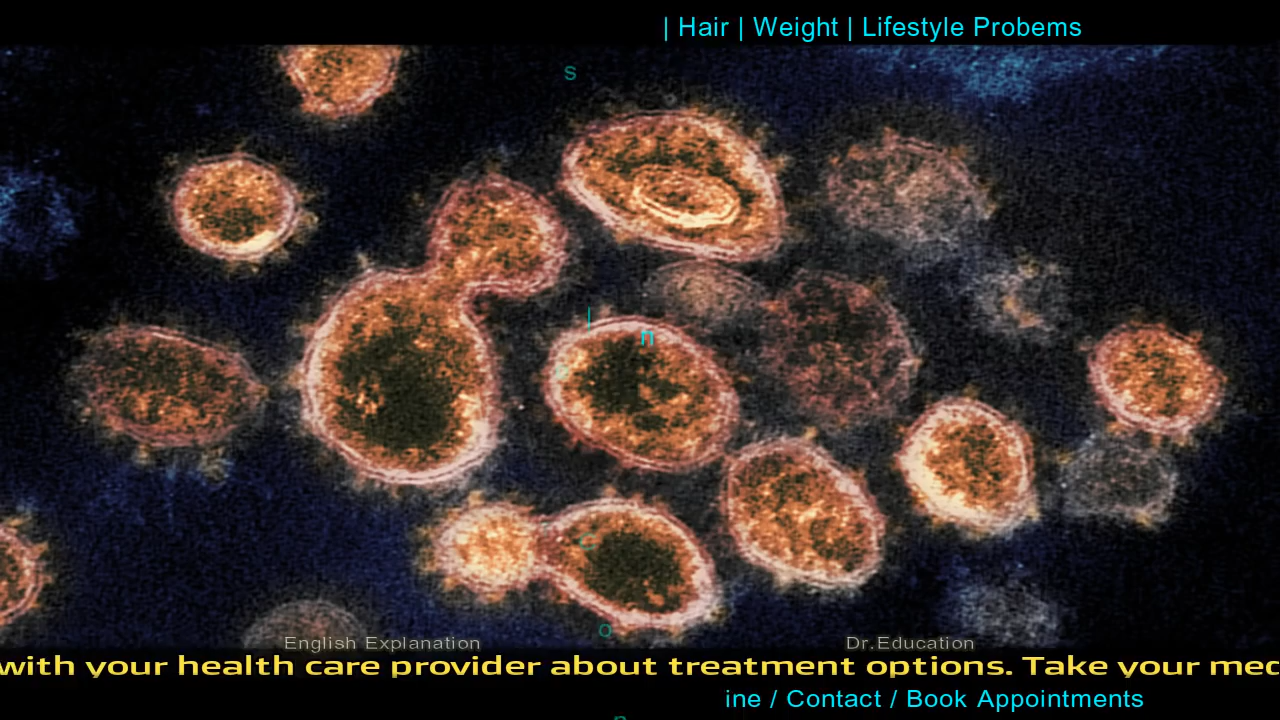 | Hair | Weight | Lifestyle Probems
s
l
n
o
English Explanation
Dr.Education
with your health care provider about treatment options. Take your med
ine / Contact / Book Appointments